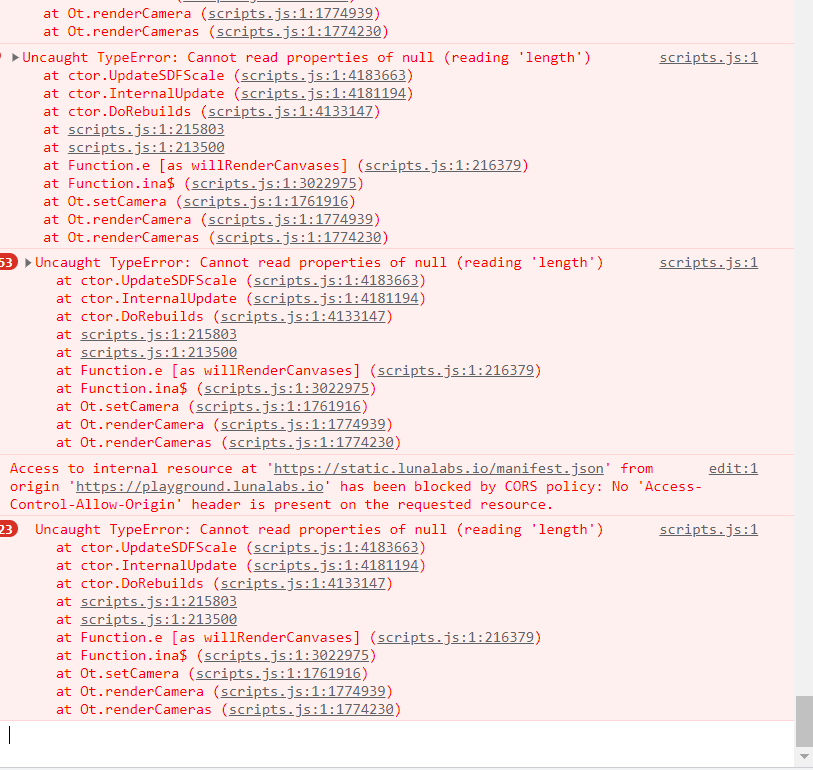 at Ot.renderCamera (scripts.js:1:1774939)
at Ot.renderCameras (scripts.js:1:1774230)
Uncaught TypeError: Cannot read properties of null (reading 'length') scripts.js:1
at ctor.UpdateSDFScale (scripts.js:1:4183663)
at ctor.InternalUpdate (scripts.js:1:4181194)
at ctor.DoRebuilds (scripts.js:1:4133147)
at scripts.js:1:215803
at scripts.js:1:213500
at Function.e [as willRenderCanvases] (scripts.js:1:216379)
at Function.ina$ (scripts.js:1:3022975)
at Ot.setCamera (scripts.js:1:1761916)
at Ot.renderCamera (scripts.js:1:1774939)
at Ot.renderCameras (scripts.js:1:1774230)
53 Uncaught TypeError: Cannot read properties of null (reading 'length') scripts.js:1
at ctor.UpdateSDFScale (scripts.js:1:4183663)
at ctor.InternalUpdate (scripts.js:1:4181194)
at ctor.DoRebuilds (scripts.js:1:4133147)
at scripts.js:1:215803
at scripts.js:1:213500
at Function.e [as willRenderCanvases] (scripts.js:1:216379)
at Function.ina$ (scripts.js:1:3022975)
at Ot.setCamera (scripts.js:1:1761916)
at Ot.renderCamera (scripts.js:1:1774939)
at Ot.renderCameras (scripts.js:1:1774230)
Access to internal resource at 'https://static.lunalabs.io/manifest.json' from edit:1
origin 'https://playground.lunalabs.io' has been blocked by CORS policy: No 'Access-
Control-Allow-Origin' header is present on the requested resource.
23 Uncaught TypeError: Cannot read properties of null (reading 'length') scripts.js:1
at ctor.UpdateSDFScale (scripts.js:1:4183663)
at ctor.InternalUpdate (scripts.js:1:4181194)
at ctor.DoRebuilds (scripts.js:1:4133147)
at scripts.js:1:215803
at scripts.js:1:213500
at Function.e [as willRenderCanvases] (scripts.js:1:216379)
at Function.ina$ (scripts.js:1:3022975)
at Ot.setCamera (scripts.js:1:1761916)
at Ot.renderCamera (scripts.js:1:1774939)
at Ot.renderCameras (scripts.js:1:1774230)